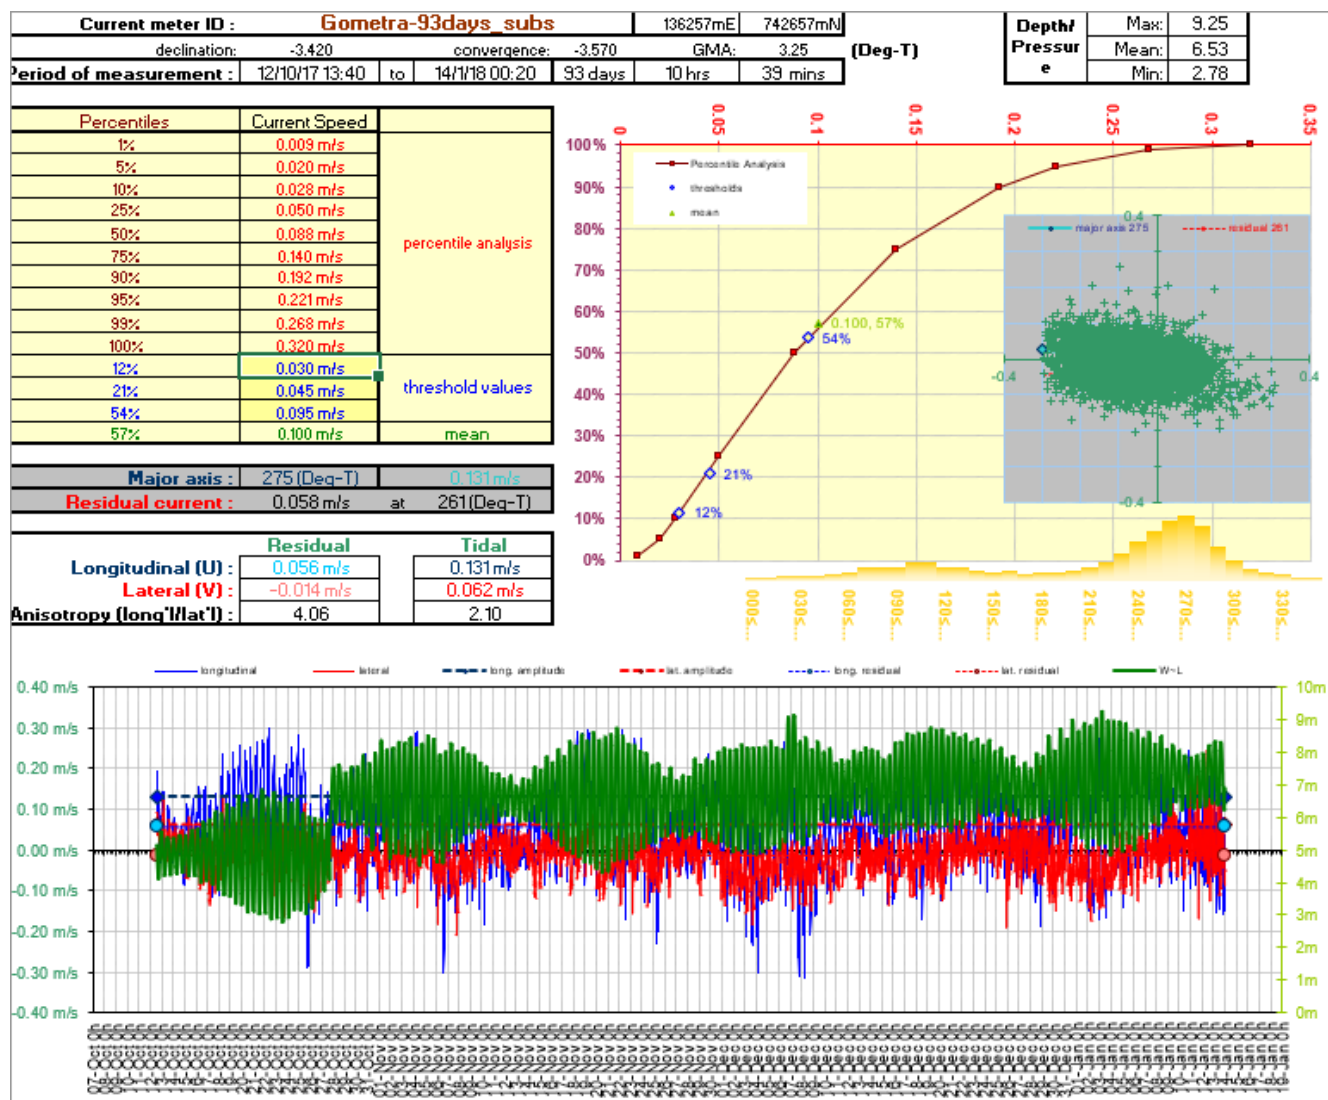 Current meter ID : Gometra-93days_subs 136257mE 742657mN
declination: -3.420 convergence: -3.570 GMA: 3.25 (Deg-T)
Period of measurement : 12/10/17 13:40 to 14/1/18 00:20 93 days 10 hrs 39 mins
Depth/ Pressur e
Max: 9.25
Mean: 6.53
Min: 2.78
Percentiles Current Speed
1% 0.009 m/s
5% 0.020 m/s
10% 0.028 m/s
25% 0.050 m/s
50% 0.088 m/s
75% 0.140 m/s
90% 0.192 m/s
95% 0.221 m/s
99% 0.268 m/s
100% 0.320 m/s
percentile analysis
12% 0.030 m/s
21% 0.045 m/s
54% 0.095 m/s
threshold values
57% 0.100 m/s mean
Major axis : 275 (Deg-T) 0.131 m/s
Residual current : 0.058 m/s at 261 (Deg-T)
Residual Tidal
Longitudinal (U) : 0.056 m/s 0.131 m/s
Lateral (V) : -0.014 m/s 0.062 m/s
Anisotropy (long'l/lat'l) : 4.06 2.10
0 0.05 0.1 0.15 0.2 0.25 0.3 0.35
100%
90%
80%
70%
60%
50%
40%
30%
20%
10%
0%
Percentile Analysis
thresholds
mean
0.100, 57%
54%
21%
12%
0.4
major axis 275 residual 261
-0.4 0.4
-0.4
000s... 030s... 060s... 090s... 120s... 150s... 180s... 210s... 240s... 270s... 300s... 330s...
longitudinal lateral long. amplitude lat. amplitude long. residual lat. residual W~L
0.40 m/s
0.30 m/s
0.20 m/s
0.10 m/s
0.00 m/s
-0.10 m/s
-0.20 m/s
-0.30 m/s
-0.40 m/s
10m
9m
8m
7m
6m
5m
4m
3m
2m
1m
0m